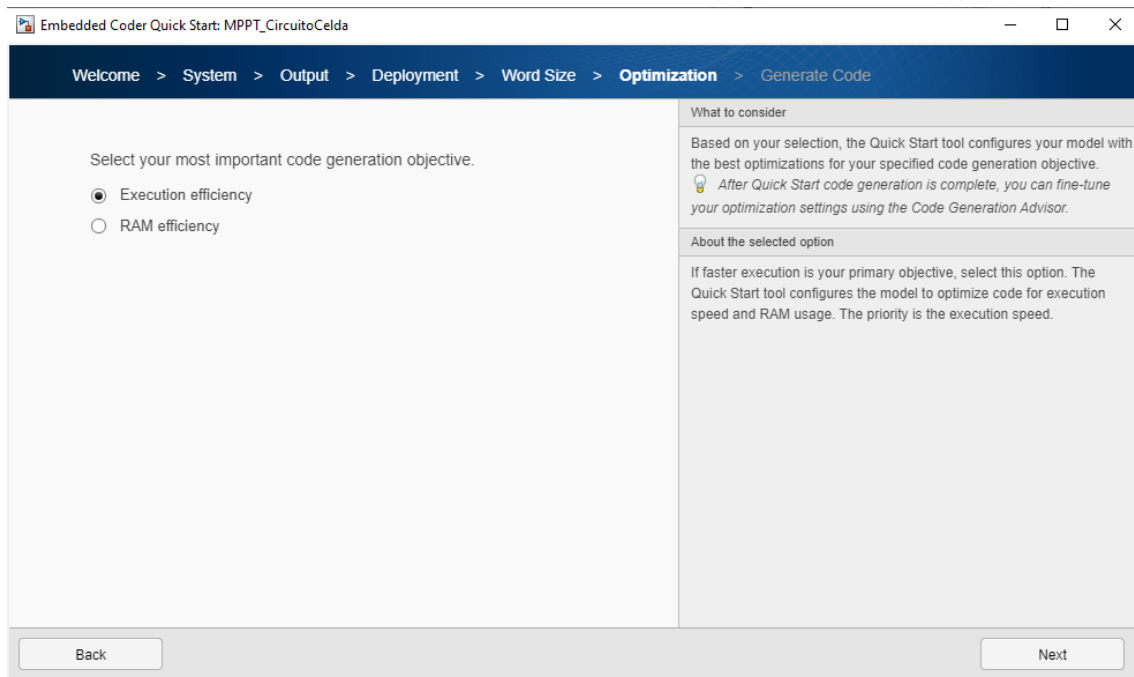 Embedded Coder Quick Start: MPPT_CircuitoCelda
Welcome > System > Output > Deployment > Word Size > Optimization > Generate Code
Select your most important code generation objective.
Execution efficiency
RAM efficiency
What to consider
Based on your selection, the Quick Start tool configures your model with
the best optimizations for your specified code generation objective.
After Quick Start code generation is complete, you can fine-tune
your optimization settings using the Code Generation Advisor.
About the selected option
If faster execution is your primary objective, select this option. The
Quick Start tool configures the model to optimize code for execution
speed and RAM usage. The priority is the execution speed.
Back
Next